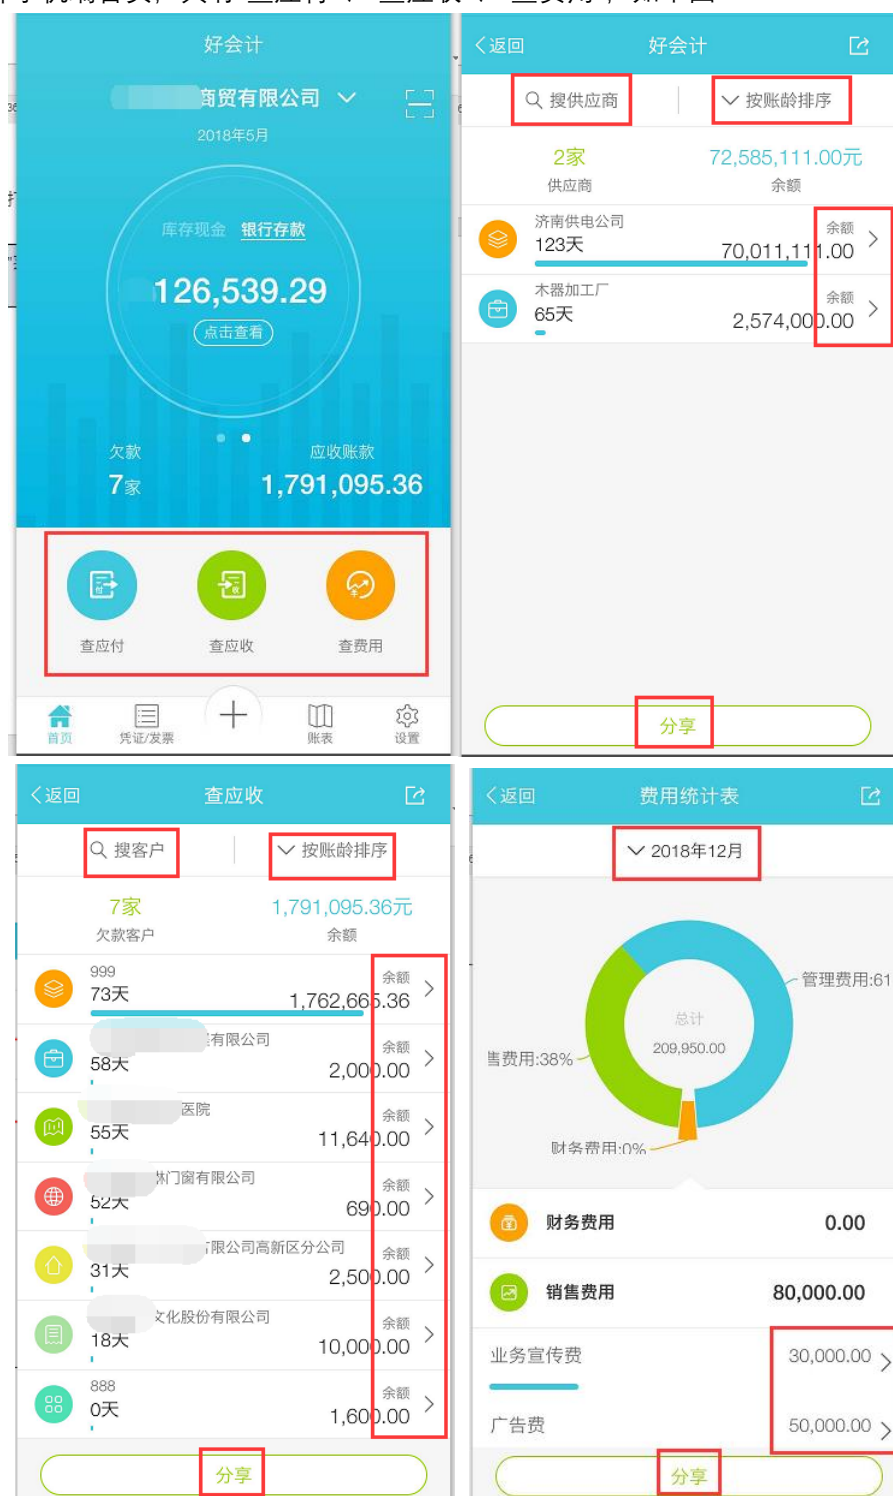 好会计
商贸有限公司
2018年5月
库存现金 银行存款
126,539.29
点击查看
欠款 应收账款
7家 1,791,095.36
查应付 查应收 查费用
首页 凭证/发票 账表 设置
返回 好会计
搜供应商 按账龄排序
2家 72,585,111.00元
供应商 余额
济南供电公司 余额
123天 70,011,111.00
木器加工厂 余额
65天 2,574,000.00
分享
返回 查应收
搜客户 按账龄排序
7家 1,791,095.36元
欠款客户 余额
999 余额
73天 1,762,665.36
有限公司 余额
58天 2,000.00
医院 余额
55天 11,640.00
门窗有限公司 余额
52天 690.00
限公司高新区分公司 余额
31天 2,500.00
文化股份有限公司 余额
18天 10,000.00
888 余额
0天 1,600.00
分享
返回 费用统计表
2018年12月
管理费用:61
总计
209,950.00
售费用:38%
财务费用:0%
财务费用 0.00
销售费用 80,000.00
业务宣传费 30,000.00
广告费 50,000.00
分享